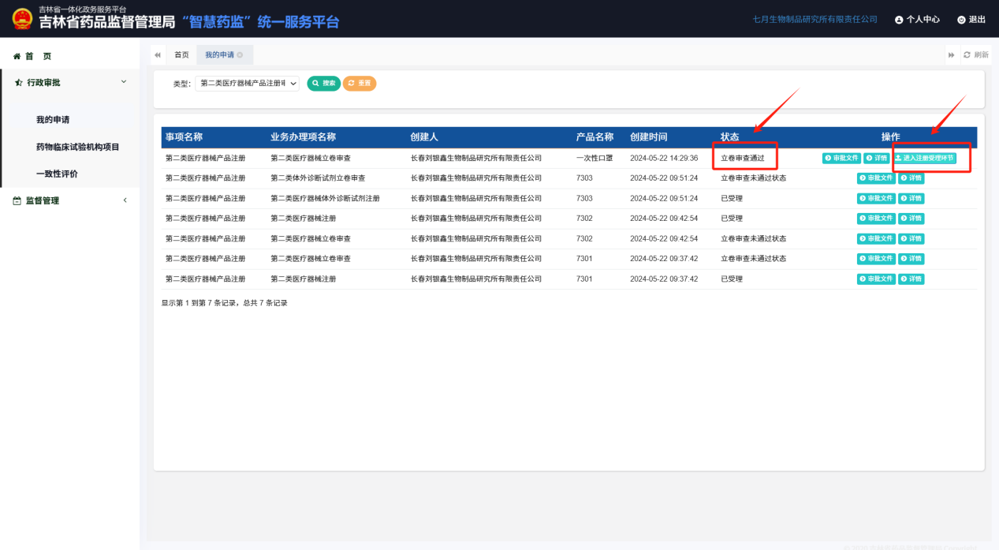 吉林省一体化政务服务平台
吉林省药品监督管理局 “智慧药监” 统一服务平台
七月生物制品研究所有限责任公司 个人中心 退出
首 页
行政审批
我的申请
药物临床试验机构项目
一致性评价
监督管理
首页 我的申请 刷新
类型: 第二类医疗器械产品注册 搜索 重置
事项名称 业务办理项名称 创建人 产品名称 创建时间 状态 操作
第二类医疗器械产品注册 第二类医疗器械立卷审查 长春刘银鑫生物制品研究所有限责任公司 一次性口罩 2024-05-22 14:29:36 立卷审查通过 审批文件 详情 进入注册受理环节
第二类医疗器械产品注册 第二类体外诊断试剂立卷审查 长春刘银鑫生物制品研究所有限责任公司 7303 2024-05-22 09:51:24 立卷审查未通过状态 审批文件 详情
第二类医疗器械产品注册 第二类医疗器械体外诊断试剂注册 长春刘银鑫生物制品研究所有限责任公司 7303 2024-05-22 09:51:24 已受理 审批文件 详情
第二类医疗器械产品注册 第二类医疗器械注册 长春刘银鑫生物制品研究所有限责任公司 7302 2024-05-22 09:42:54 已受理 审批文件 详情
第二类医疗器械产品注册 第二类医疗器械立卷审查 长春刘银鑫生物制品研究所有限责任公司 7302 2024-05-22 09:42:54 立卷审查未通过状态 审批文件 详情
第二类医疗器械产品注册 第二类医疗器械立卷审查 长春刘银鑫生物制品研究所有限责任公司 7301 2024-05-22 09:37:42 立卷审查未通过状态 审批文件 详情
第二类医疗器械产品注册 第二类医疗器械注册 长春刘银鑫生物制品研究所有限责任公司 7301 2024-05-22 09:37:42 已受理 审批文件 详情
显示第 1 到第 7 条记录，总共 7 条记录